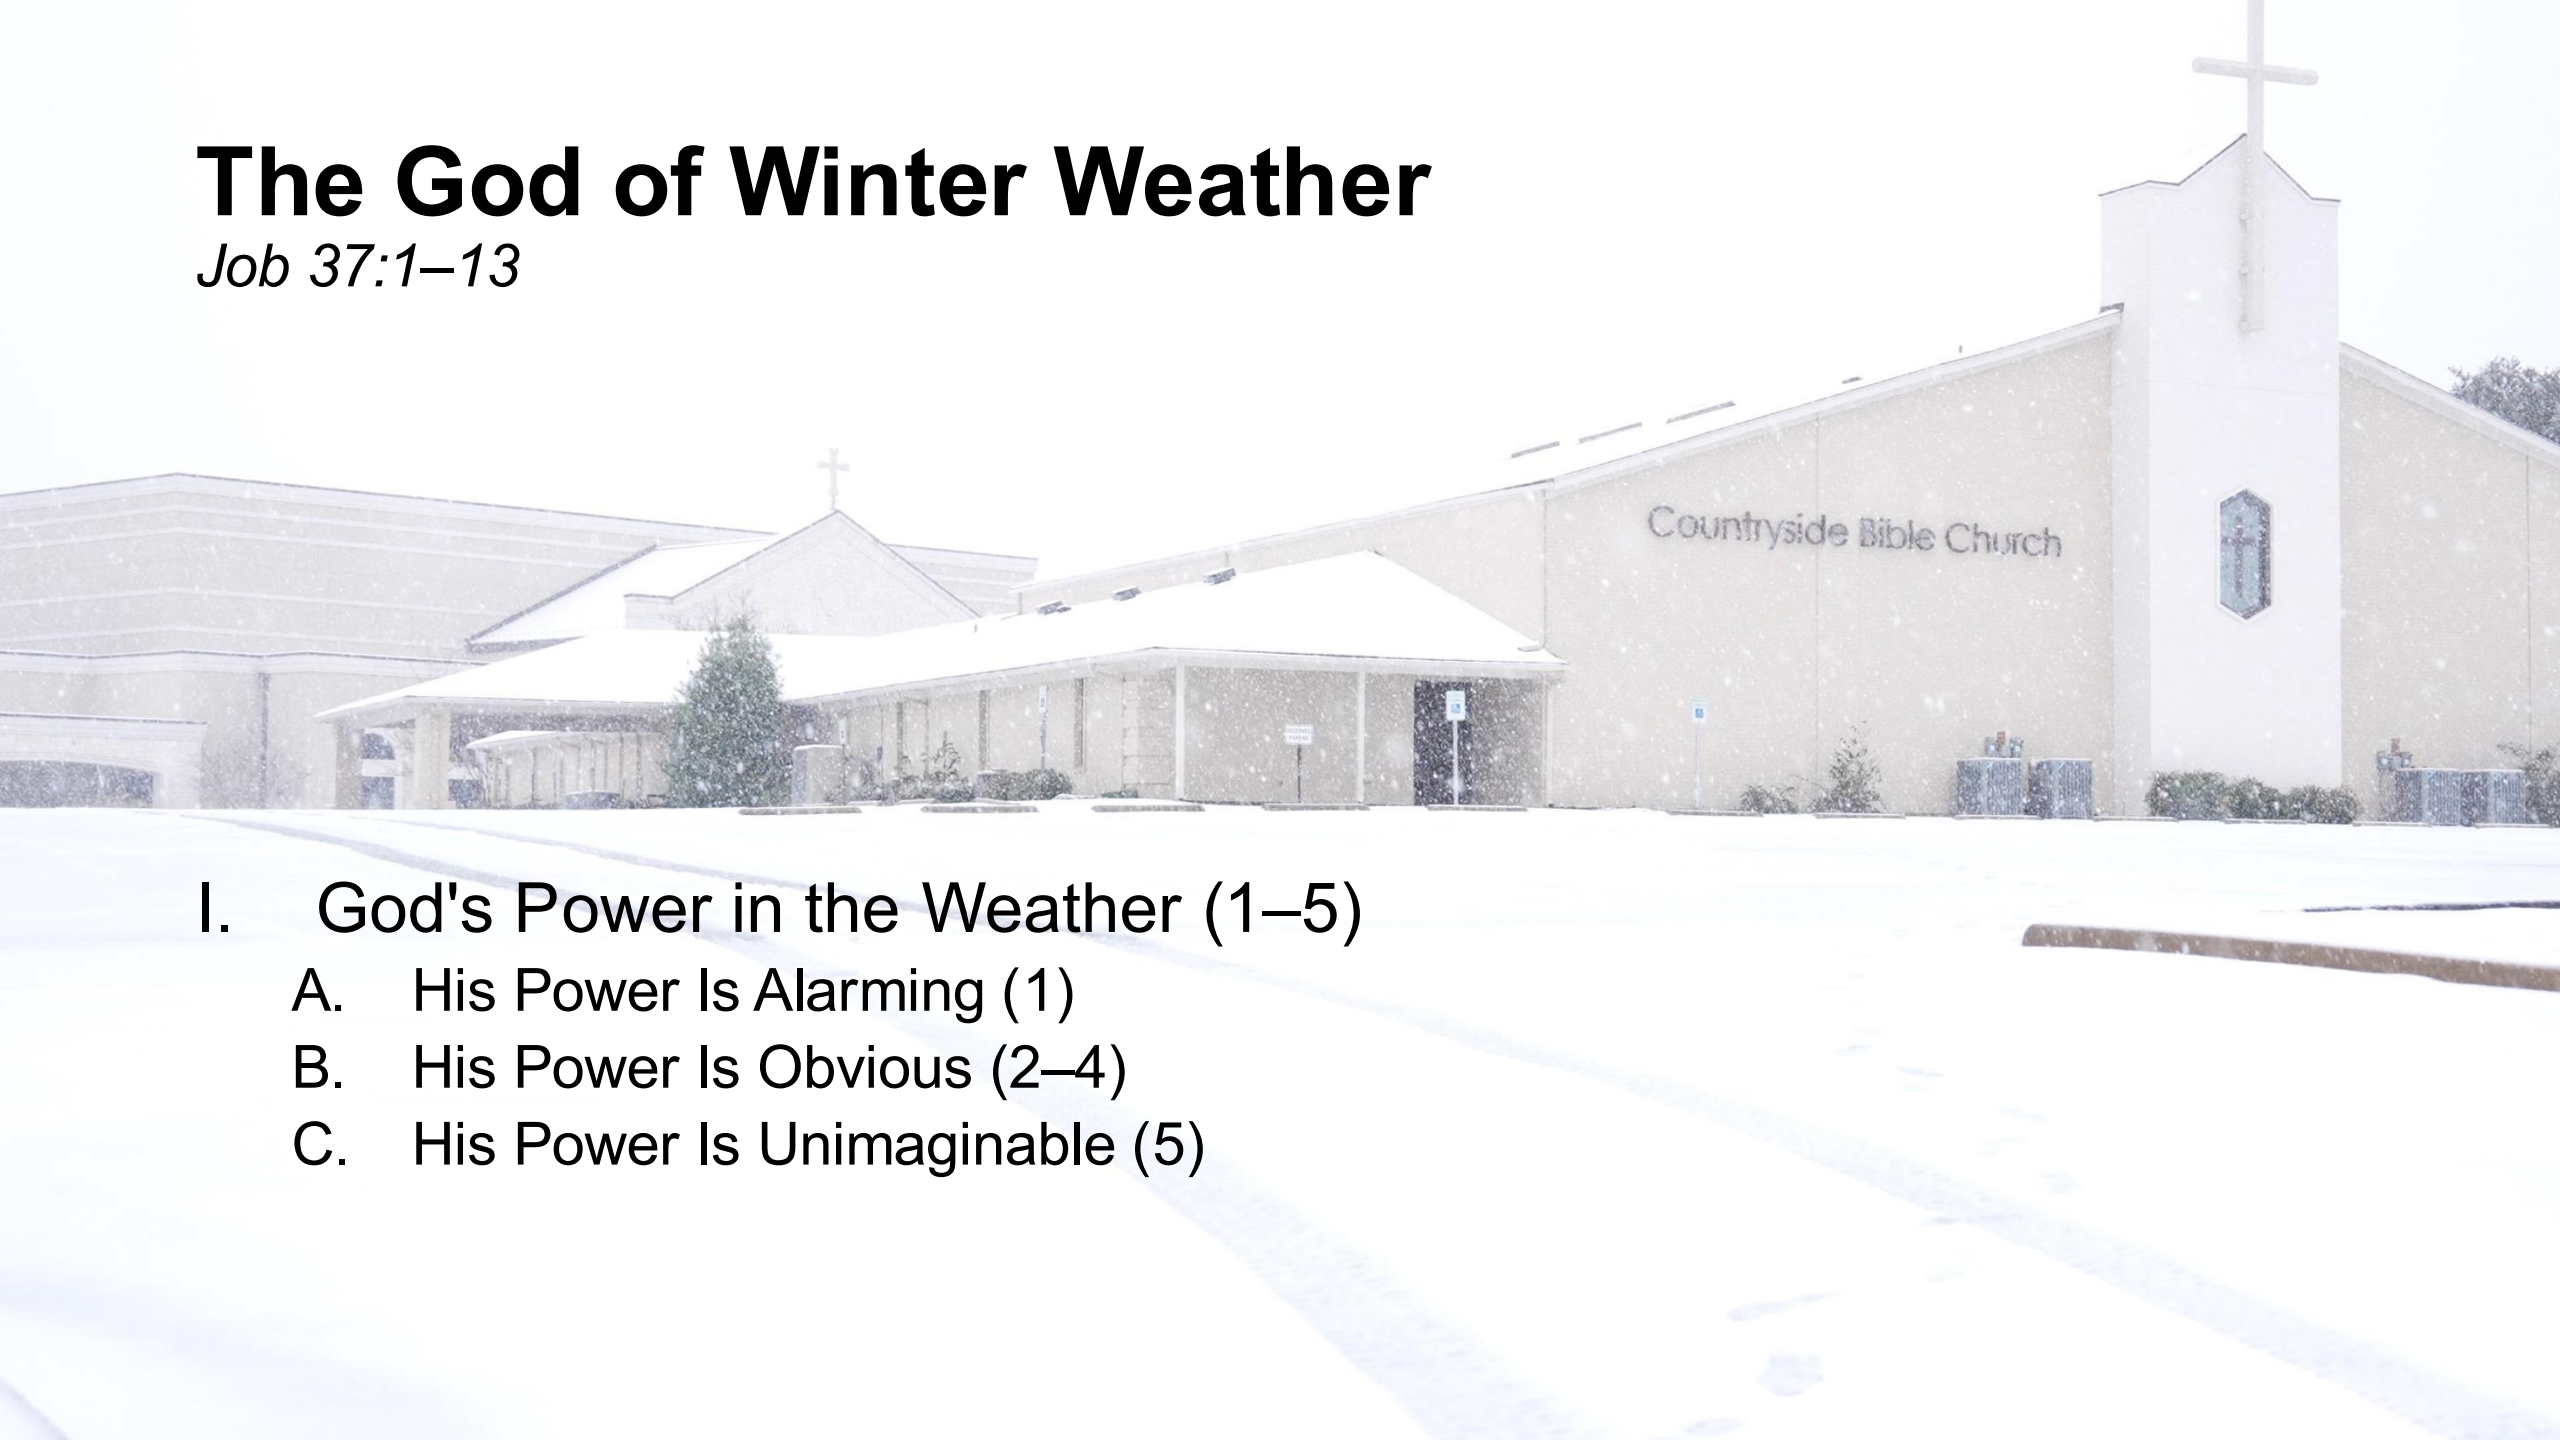 The God of Winter Weather
Job 37:1–13
Countryside Bible Church
I. God's Power in the Weather (1–5)
A. His Power Is Alarming (1)
B. His Power Is Obvious (2–4)
C. His Power Is Unimaginable (5)